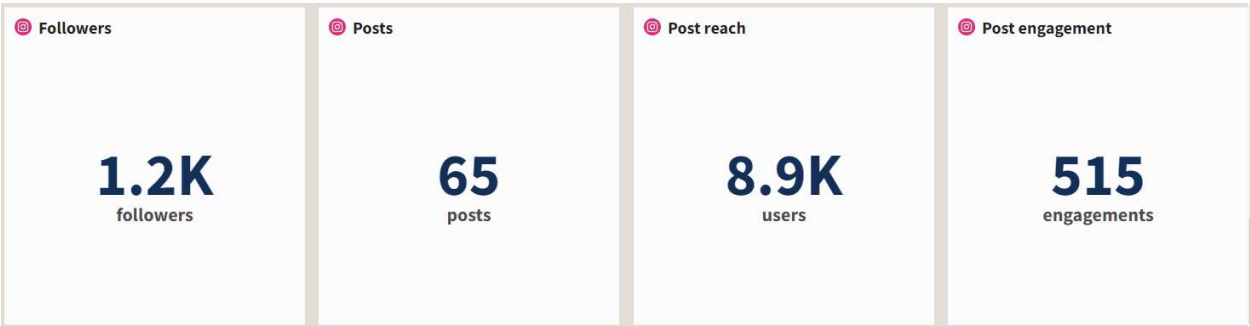 Followers
1.2K
followers
Posts
65
posts
Post reach
8.9K
users
Post engagement
515
engagements